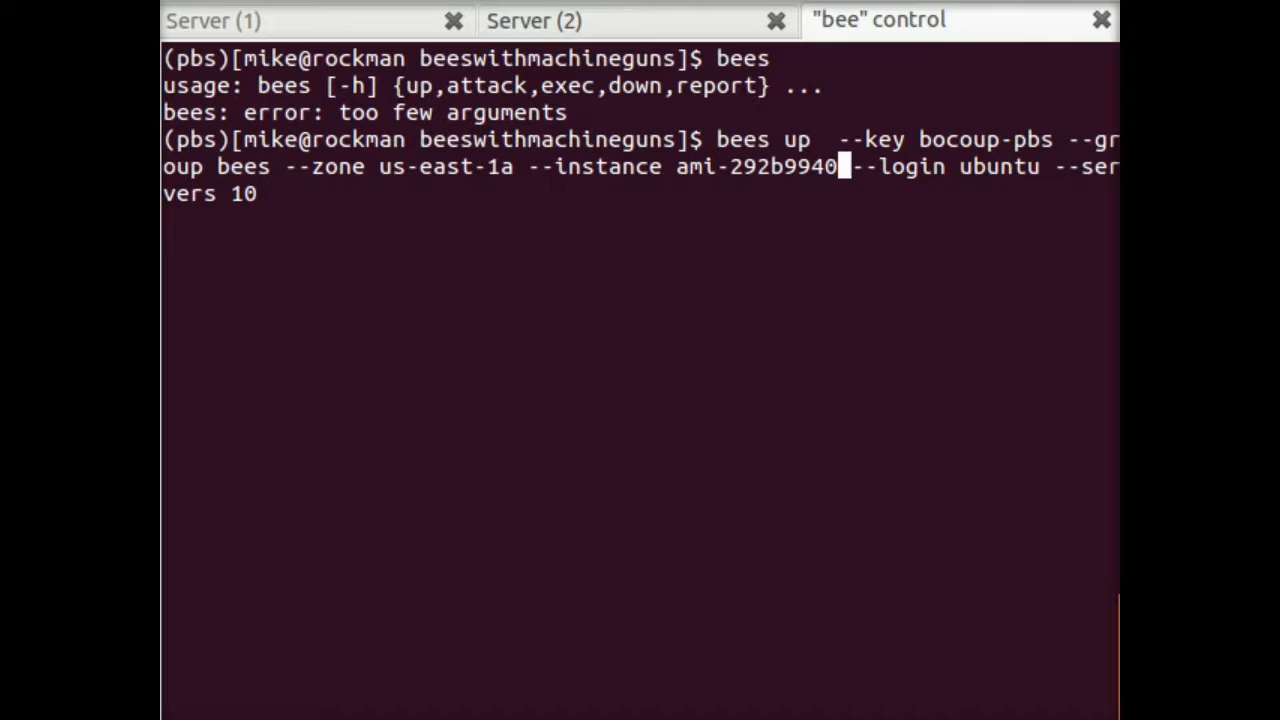 Server (1) Server (2) "bee" control
(pbs)[mike@rockman beeswithmachineguns]$ bees
usage: bees [-h] {up,attack,exec,down,report} ...
bees: error: too few arguments
(pbs)[mike@rockman beeswithmachineguns]$ bees up  --key bocoup-pbs --gr
oup bees --zone us-east-1a --instance ami-292b9940 --login ubuntu --ser
vers 10